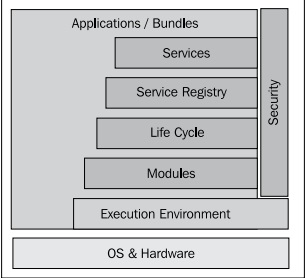 Applications / Bundles
Services
Service Registry
Life Cycle
Modules
Execution Environment
Security
OS & Hardware